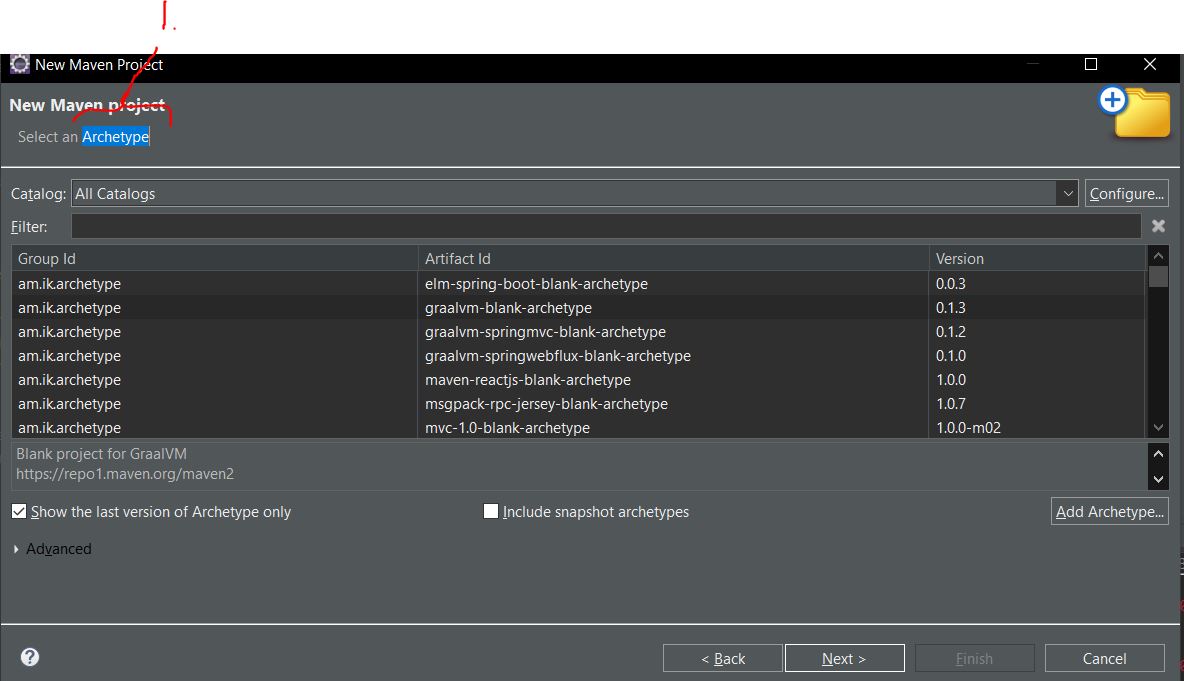 1.
New Maven Project
New Maven project
Select an Archetype
Catalog: All Catalogs Configure...
Filter:
Group Id Artifact Id Version
am.ik.archetype elm-spring-boot-blank-archetype 0.0.3
am.ik.archetype graalvm-blank-archetype 0.1.3
am.ik.archetype graalvm-springmvc-blank-archetype 0.1.2
am.ik.archetype graalvm-springwebflux-blank-archetype 0.1.0
am.ik.archetype maven-reactjs-blank-archetype 1.0.0
am.ik.archetype msgpack-rpc-jersey-blank-archetype 1.0.7
am.ik.archetype mvc-1.0-blank-archetype 1.0.0-m02
Blank project for GraalVM
https://repo1.maven.org/maven2
Show the last version of Archetype only Include snapshot archetypes Add Archetype...
Advanced
? < Back Next > Finish Cancel